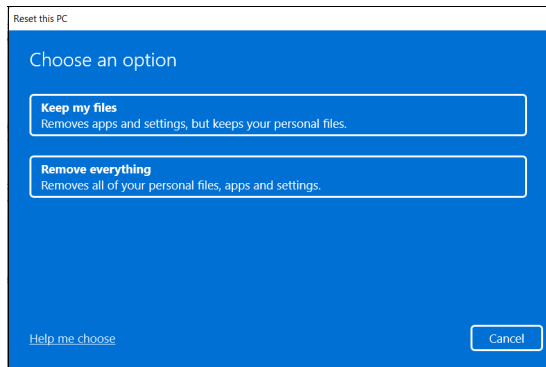 Reset this PC
Choose an option
Keep my files
Removes apps and settings, but keeps your personal files.
Remove everything
Removes all of your personal files, apps and settings.
Help me choose
Cancel